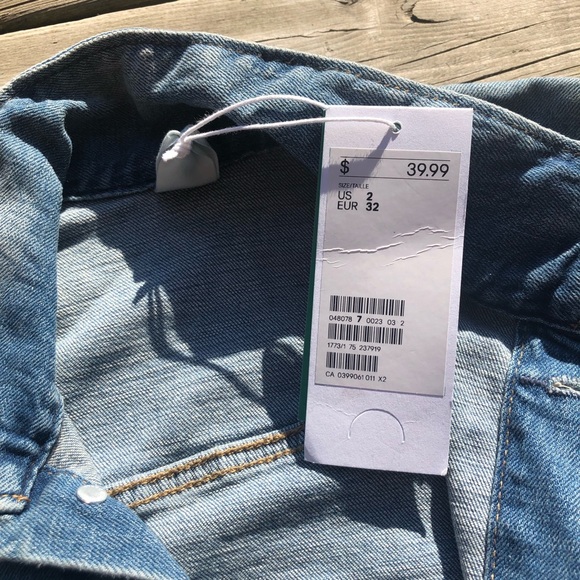 $ 39.99
SIZE/TAILLE
US 2
EUR 32
048078 7 0023 03 2
1773/1 75 237919
CA 0399061 011 X2